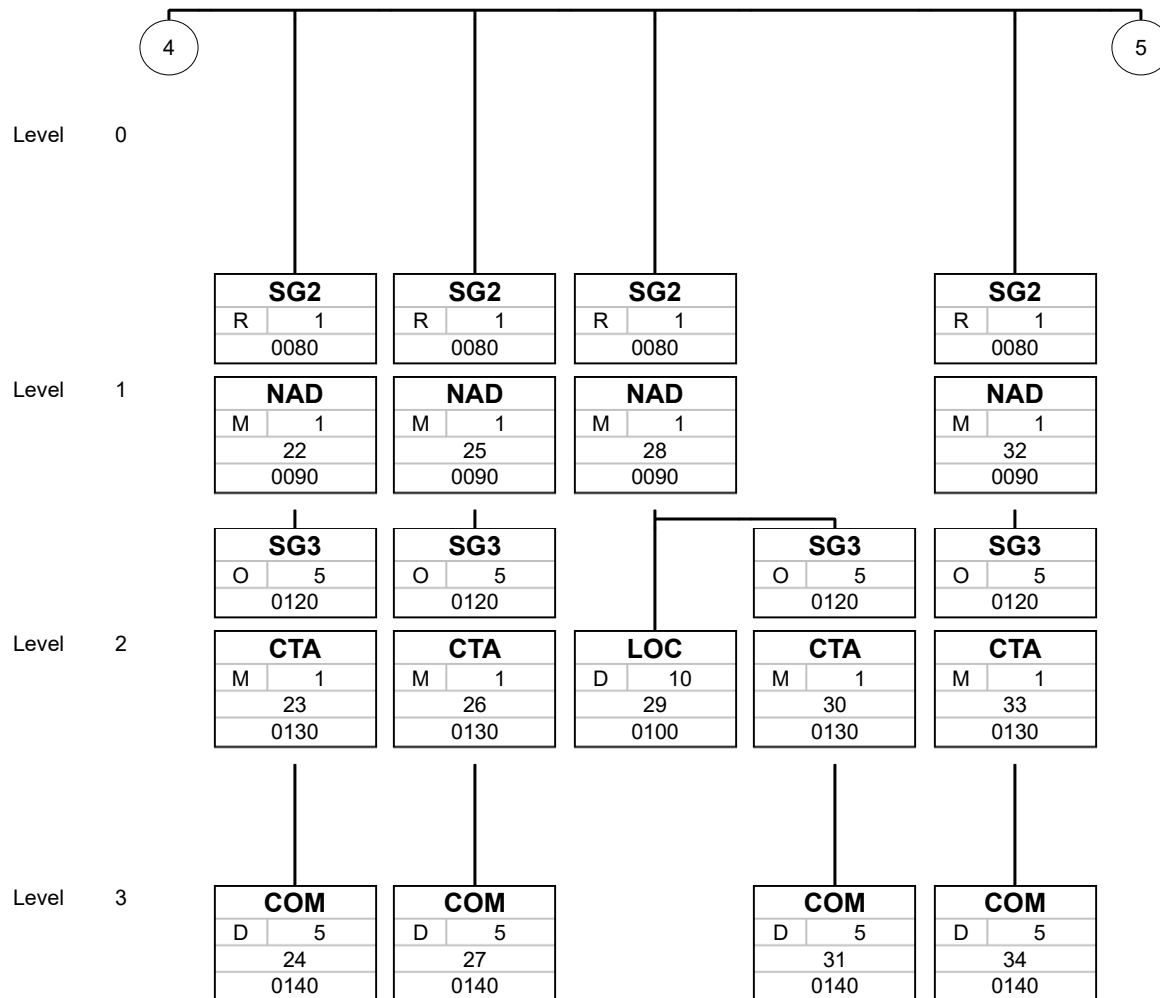 4 5
Level 0
SG2 SG2 SG2 SG2
R 1 R 1 R 1 R 1
0080 0080 0080 0080
Level 1
NAD NAD NAD NAD
M 1 M 1 M 1 M 1
22 25 28 32
0090 0090 0090 0090
SG3 SG3 SG3 SG3
O 5 O 5 O 5 O 5
0120 0120 0120 0120
Level 2
CTA CTA LOC CTA CTA
M 1 M 1 D 10 M 1 M 1
23 26 29 30 33
0130 0130 0100 0130 0130
Level 3
COM COM COM COM
D 5 D 5 D 5 D 5
24 27 31 34
0140 0140 0140 0140